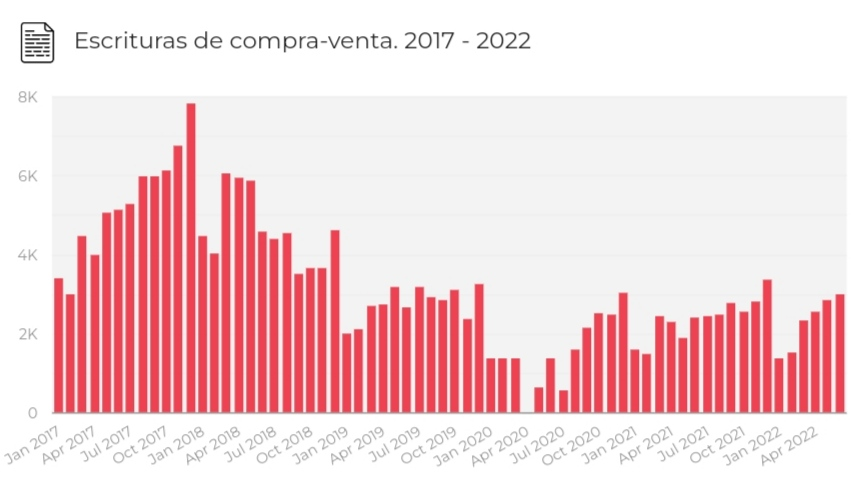 Escrituras de compra-venta. 2017 - 2022
8K
6K
4K
2K
0
Jan 2017
Apr 2017
Jul 2017
Oct 2017
Jan 2018
Apr 2018
Jul 2018
Oct 2018
Jan 2019
Apr 2019
Jul 2019
Oct 2019
Jan 2020
Apr 2020
Jul 2020
Oct 2020
Jan 2021
Apr 2021
Jul 2021
Oct 2021
Jan 2022
Apr 2022